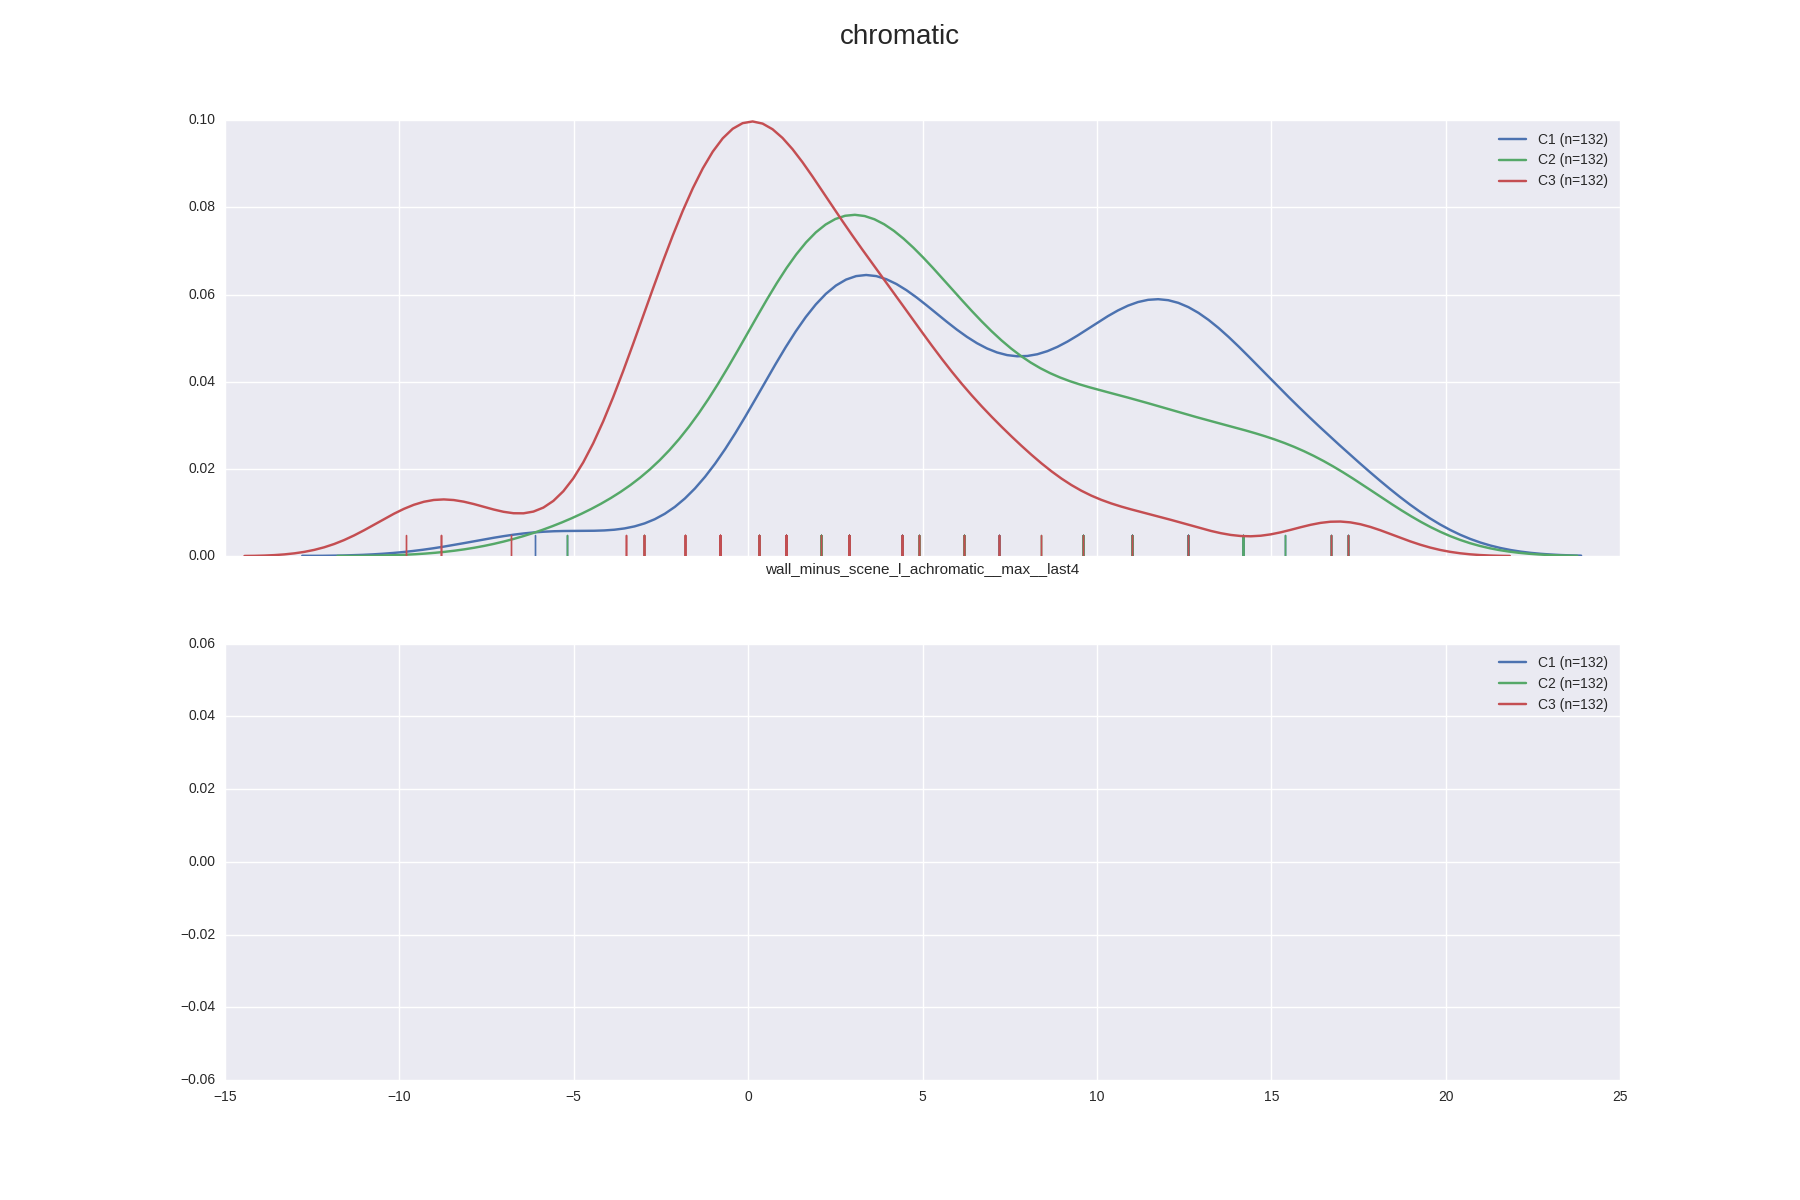 chromatic
0.10
0.08
0.06
0.04
0.02
0.00
C1 (n=132)
C2 (n=132)
C3 (n=132)
wall_minus_scene_l_achromatic__max__last4
0.06
0.04
0.02
0.00
−0.02
−0.04
−0.06
C1 (n=132)
C2 (n=132)
C3 (n=132)
−15 −10 −5 0 5 10 15 20 25